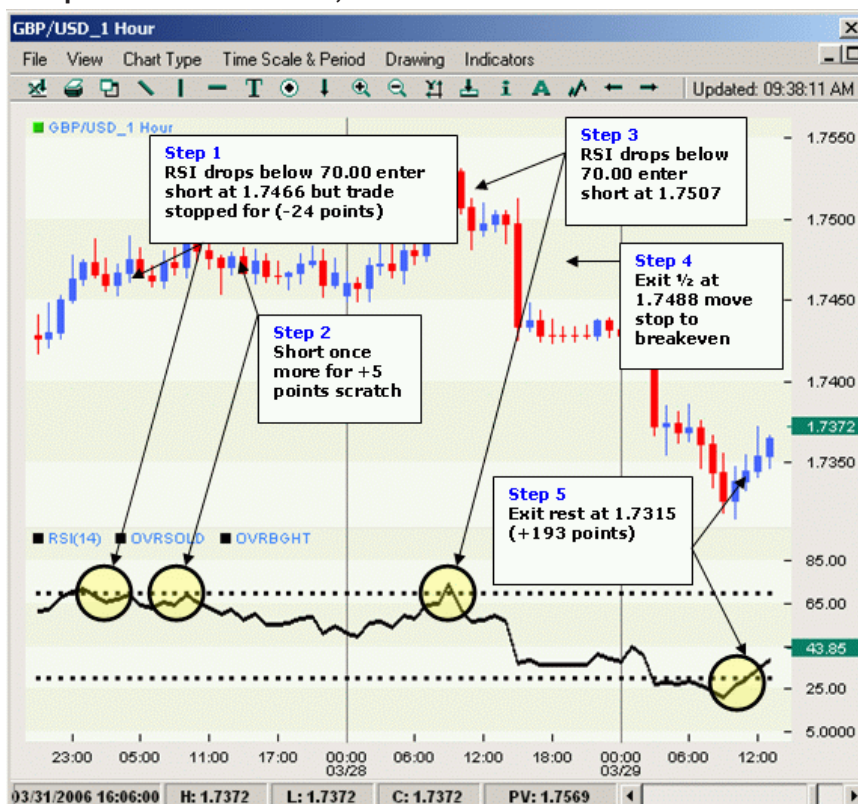 GBP/USD_1 Hour
File View Chart Type Time Scale & Period Drawing Indicators
Updated: 09:38:11 AM
GBP/USD_1 Hour
Step 1
RSI drops below 70.00 enter
short at 1.7466 but trade
stopped for (-24 points)
Step 2
Short once
more for +5
points scratch
Step 3
RSI drops below
70.00 enter
short at 1.7507
Step 4
Exit ½ at
1.7488 move
stop to
breakeven
Step 5
Exit rest at 1.7315
(+193 points)
1.7550
1.7500
1.7450
1.7400
1.7372
1.7350
RSI(14) OVRSOLD OVRBGHT
85.00
65.00
43.85
25.00
5.0000
23:00 05:00 11:00 17:00 00:00 06:00 12:00 18:00 00:00 06:00 12:00
03/28 03/29
03/31/2006 16:06:00 H: 1.7372 L: 1.7372 C: 1.7372 PV: 1.7569